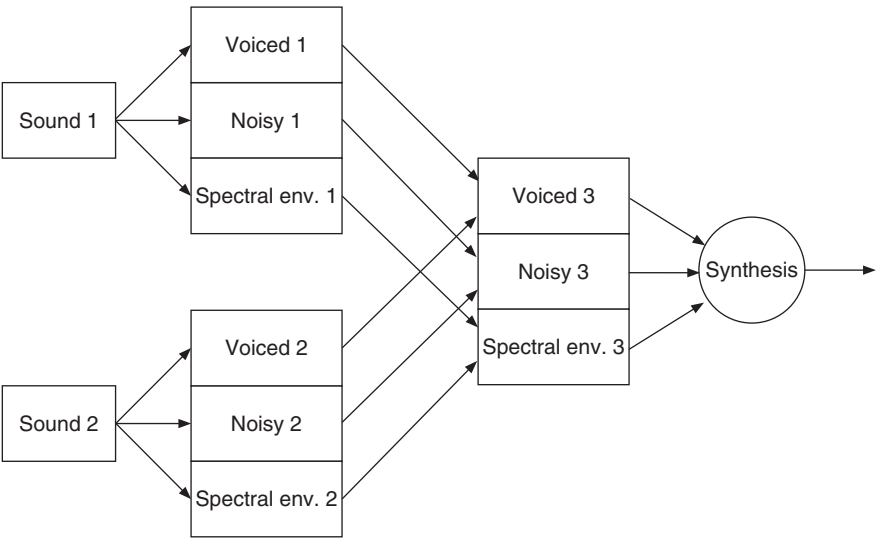 Sound 1
Voiced 1
Noisy 1
Spectral env. 1
Sound 2
Voiced 2
Noisy 2
Spectral env. 2
Voiced 3
Noisy 3
Spectral env. 3
Synthesis